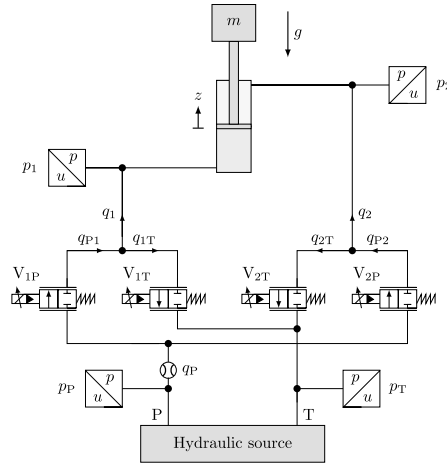 m
g
z
p
u
p₂
p₁
p
u
q₁
q₂
q_P1
q_1T
q_2T
q_P2
V_1P
V_1T
V_2T
V_2P
q_P
p_P
p
u
p
u
p_T
P
T
Hydraulic source